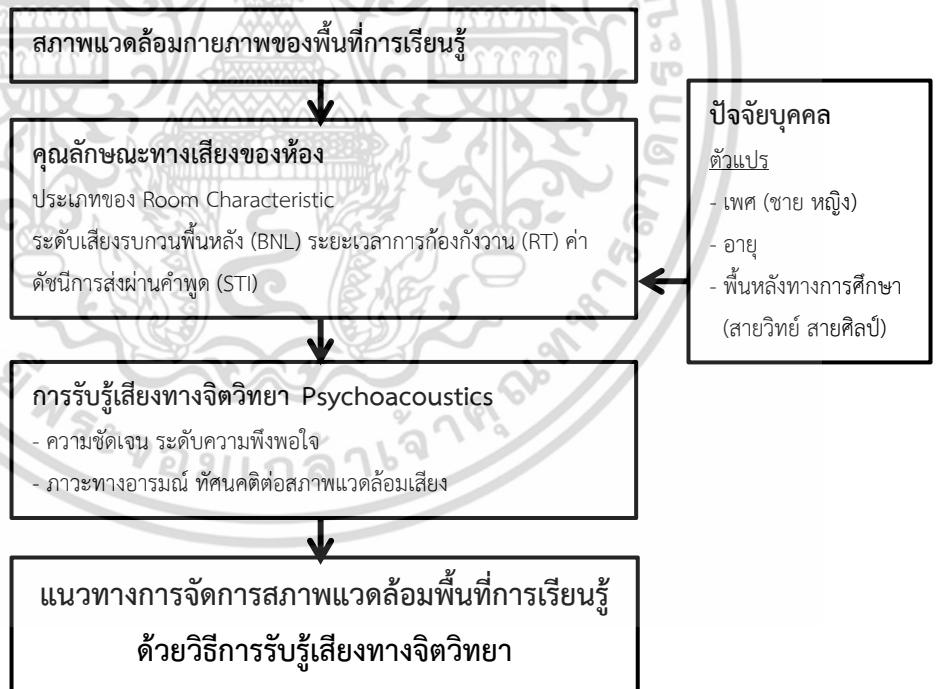 สภาพแวดล้อมกายภาพของพื้นที่การเรียนรู้
คุณลักษณะทางเสียงของห้อง
ประเภทของ Room Characteristic
ระดับเสียงรบกวนพื้นหลัง (BNL) ระยะเวลาการก้องกังวาน (RT) ค่า
ดัชนีการส่งผ่านคำพูด (STI)
ปัจจัยบุคคล
ตัวแปร
- เพศ (ชาย หญิง)
- อายุ
- พื้นหลังทางการศึกษา
(สายวิทย์ สายศิลป์)
การรับรู้เสียงทางจิตวิทยา Psychoacoustics
- ความชัดเจน ระดับความพึงพอใจ
- ภาวะทางอารมณ์ ทัศนคติต่อสภาพแวดล้อมเสียง
แนวทางการจัดการสภาพแวดล้อมพื้นที่การเรียนรู้
ด้วยวิธีการรับรู้เสียงทางจิตวิทยา